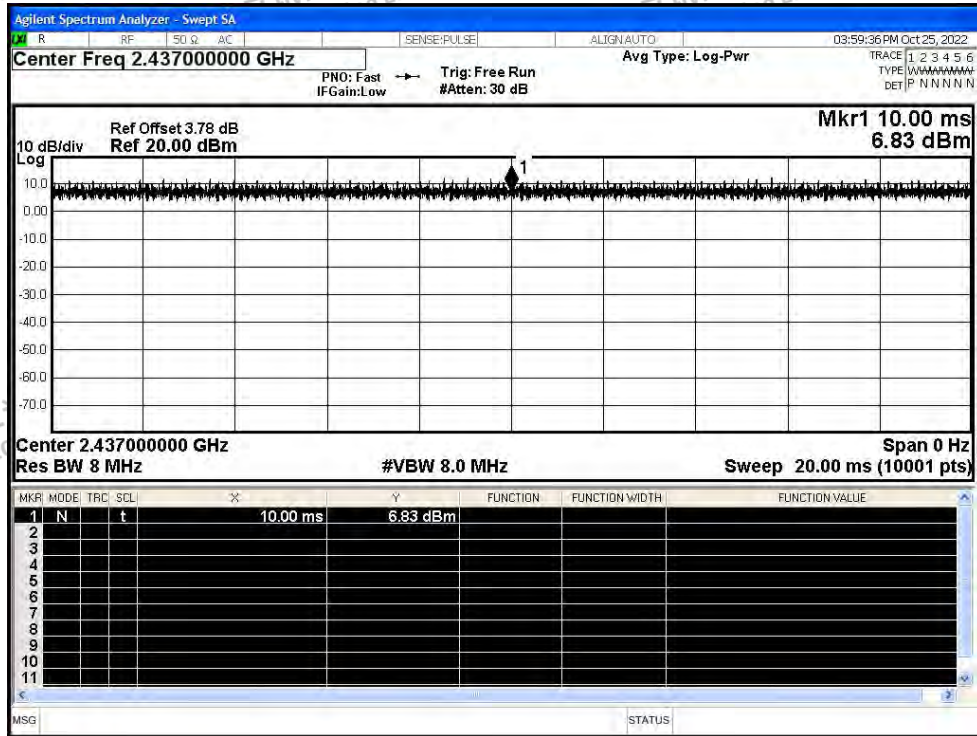 Agilent Spectrum Analyzer - Swept SA
LXI R RF 50 Ω AC SENSE:PULSE ALIGN AUTO 03:59:36 PM Oct 25, 2022
Center Freq 2.437000000 GHz Avg Type: Log-Pwr TRACE 1 2 3 4 5 6
PNO: Fast Trig: Free Run TYPE WWWWWW
IFGain:Low #Atten: 30 dB DET P N N N N N
Mkr1 10.00 ms
Ref Offset 3.78 dB
10 dB/div Ref 20.00 dBm 6.83 dBm
Log
1
10.0
0.00
-10.0
-20.0
-30.0
-40.0
-50.0
-60.0
-70.0
Center 2.437000000 GHz Span 0 Hz
Res BW 8 MHz #VBW 8.0 MHz Sweep 20.00 ms (10001 pts)
MKR MODE TRC SCL X Y FUNCTION FUNCTION WIDTH FUNCTION VALUE
1 N t 10.00 ms 6.83 dBm
2
3
4
5
6
7
8
9
10
11
MSG STATUS